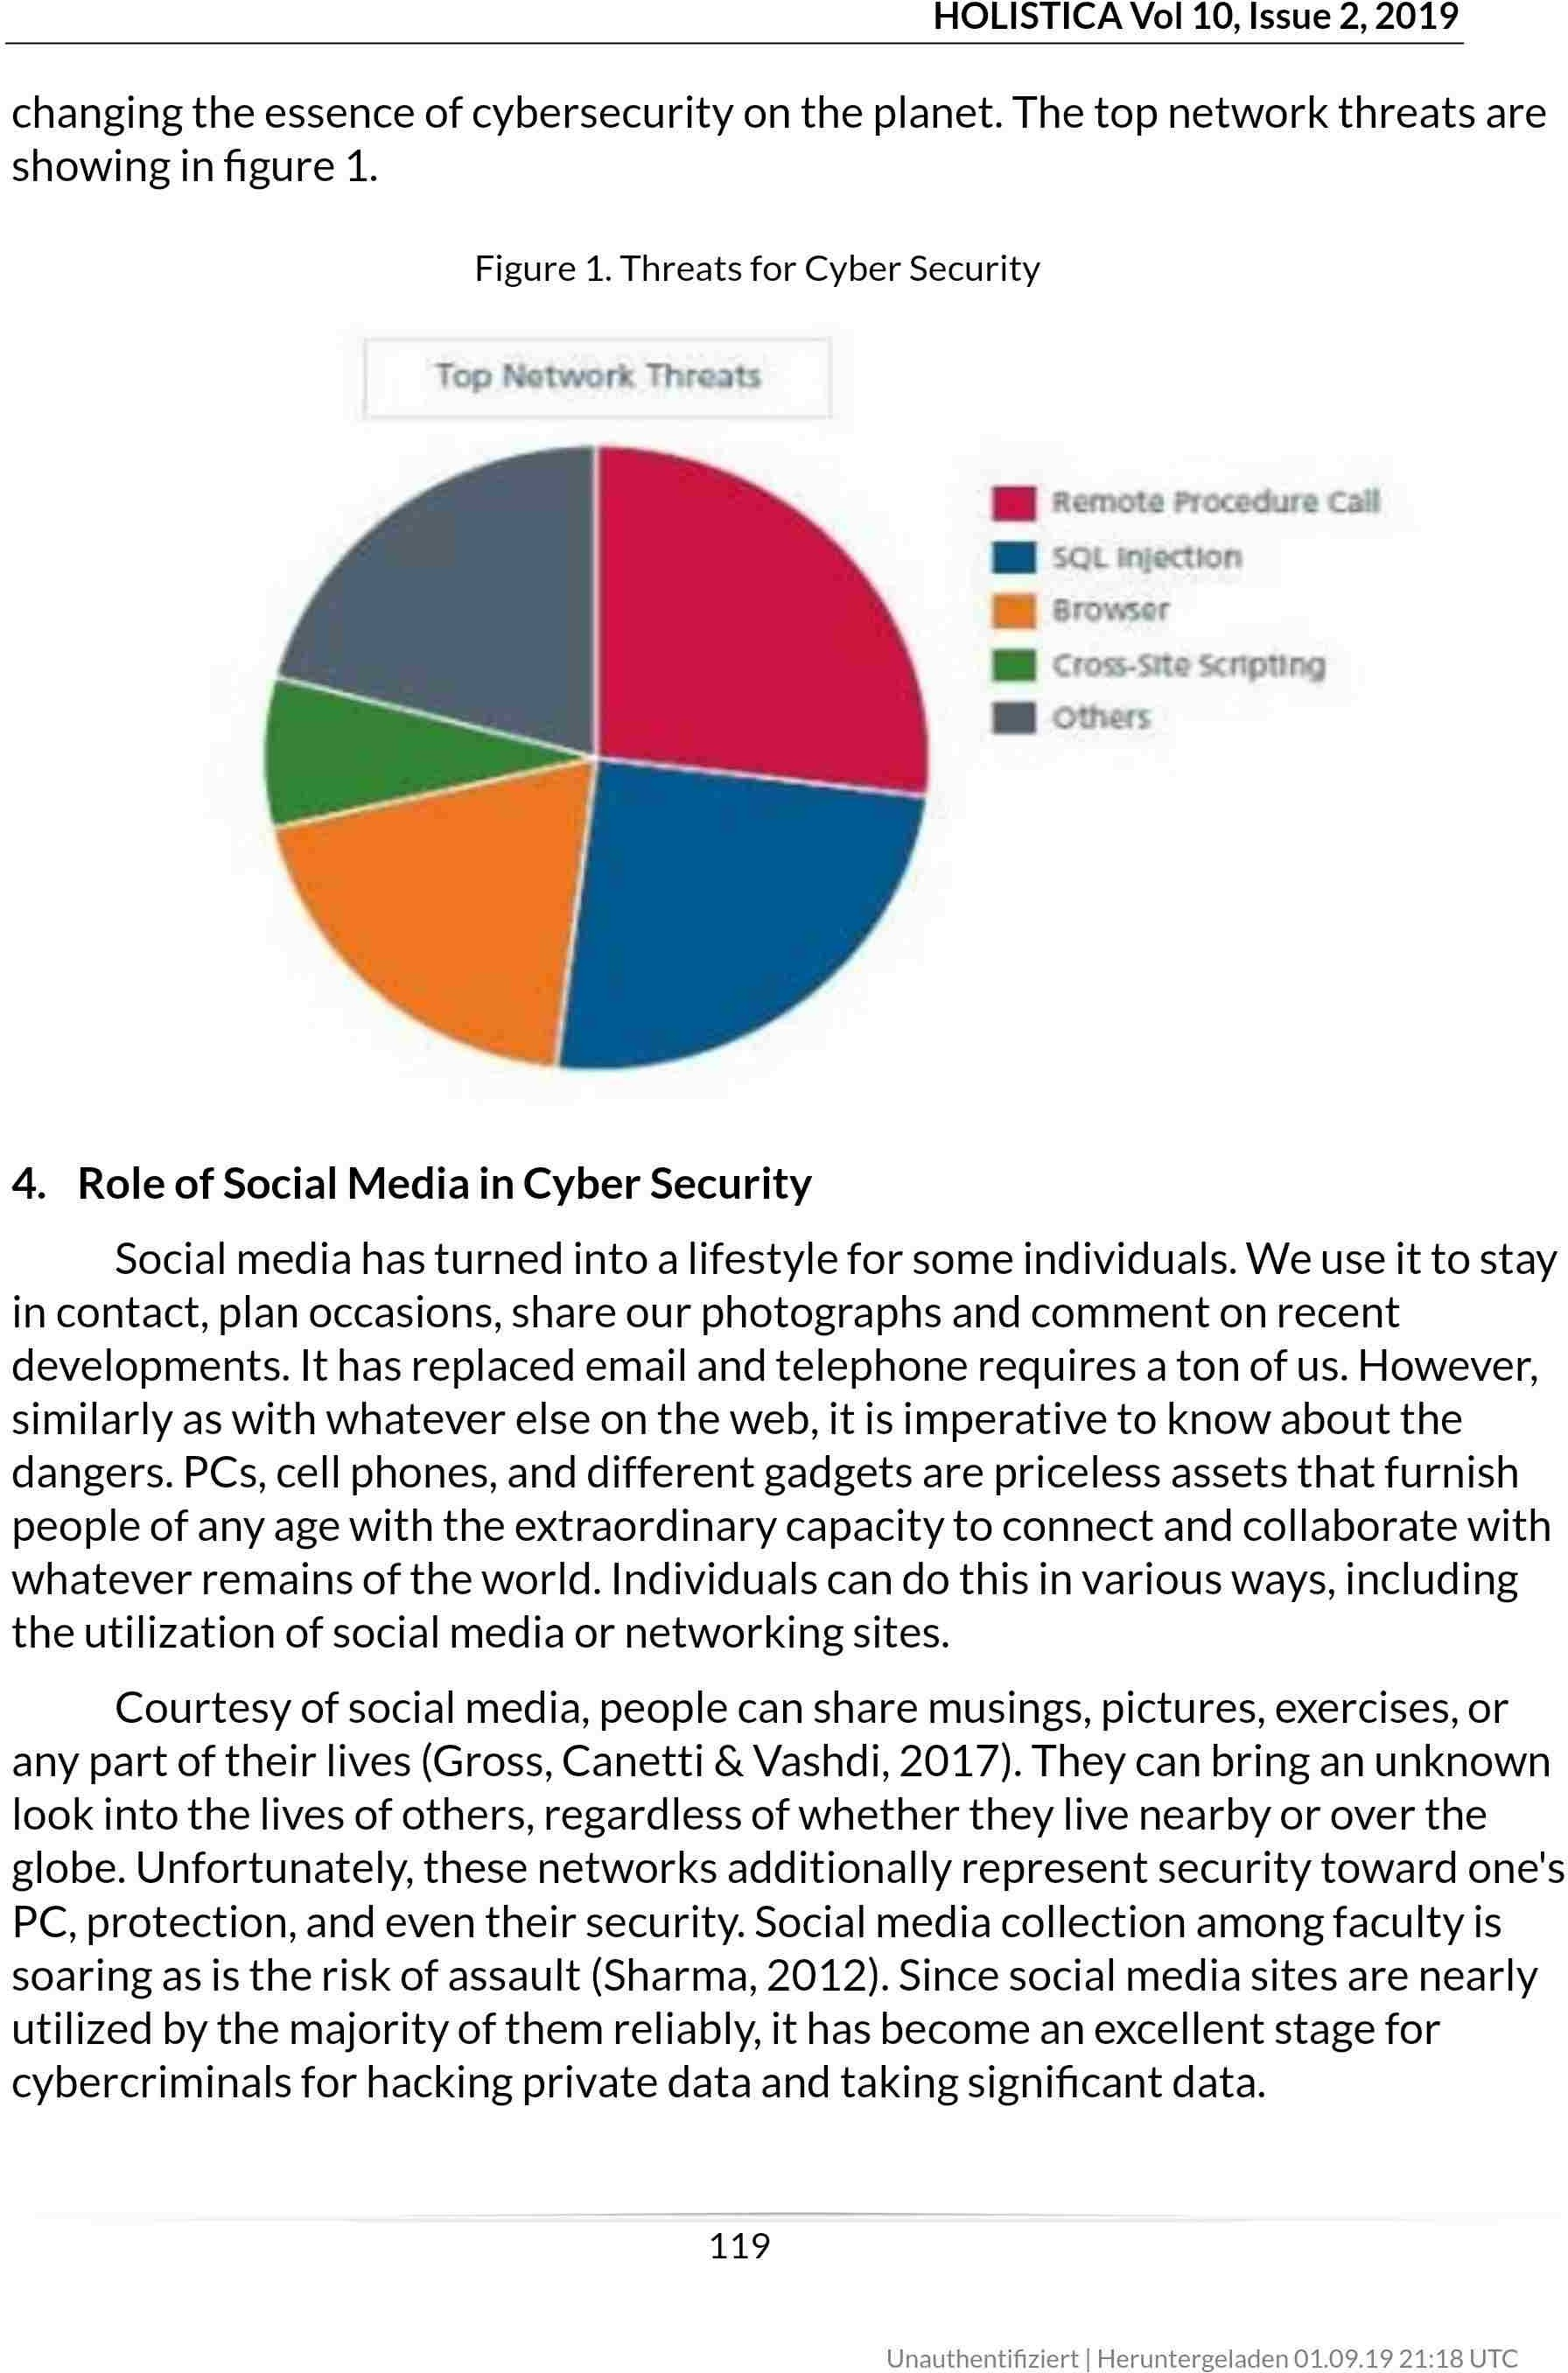 HOLISTICA Vol 10, Issue 2, 2019
changing the essence of cybersecurity on the planet. The top network threats are
showing in figure 1.
Figure 1. Threats for Cyber Security
Top Network Threats
Remote Procedure Call
SQL Injection
Browser
Cross-Site Scripting
Others
4. Role of Social Media in Cyber Security
Social media has turned into a lifestyle for some individuals. We use it to stay
in contact, plan occasions, share our photographs and comment on recent
developments. It has replaced email and telephone requires a ton of us. However,
similarly as with whatever else on the web, it is imperative to know about the
dangers. PCs, cell phones, and different gadgets are priceless assets that furnish
people of any age with the extraordinary capacity to connect and collaborate with
whatever remains of the world. Individuals can do this in various ways, including
the utilization of social media or networking sites.
Courtesy of social media, people can share musings, pictures, exercises, or
any part of their lives (Gross, Canetti & Vashdi, 2017). They can bring an unknown
look into the lives of others, regardless of whether they live nearby or over the
globe. Unfortunately, these networks additionally represent security toward one's
PC, protection, and even their security. Social media collection among faculty is
soaring as is the risk of assault (Sharma, 2012). Since social media sites are nearly
utilized by the majority of them reliably, it has become an excellent stage for
cybercriminals for hacking private data and taking significant data.
119
Unauthentifiziert | Heruntergeladen 01.09.19 21:18 UTC